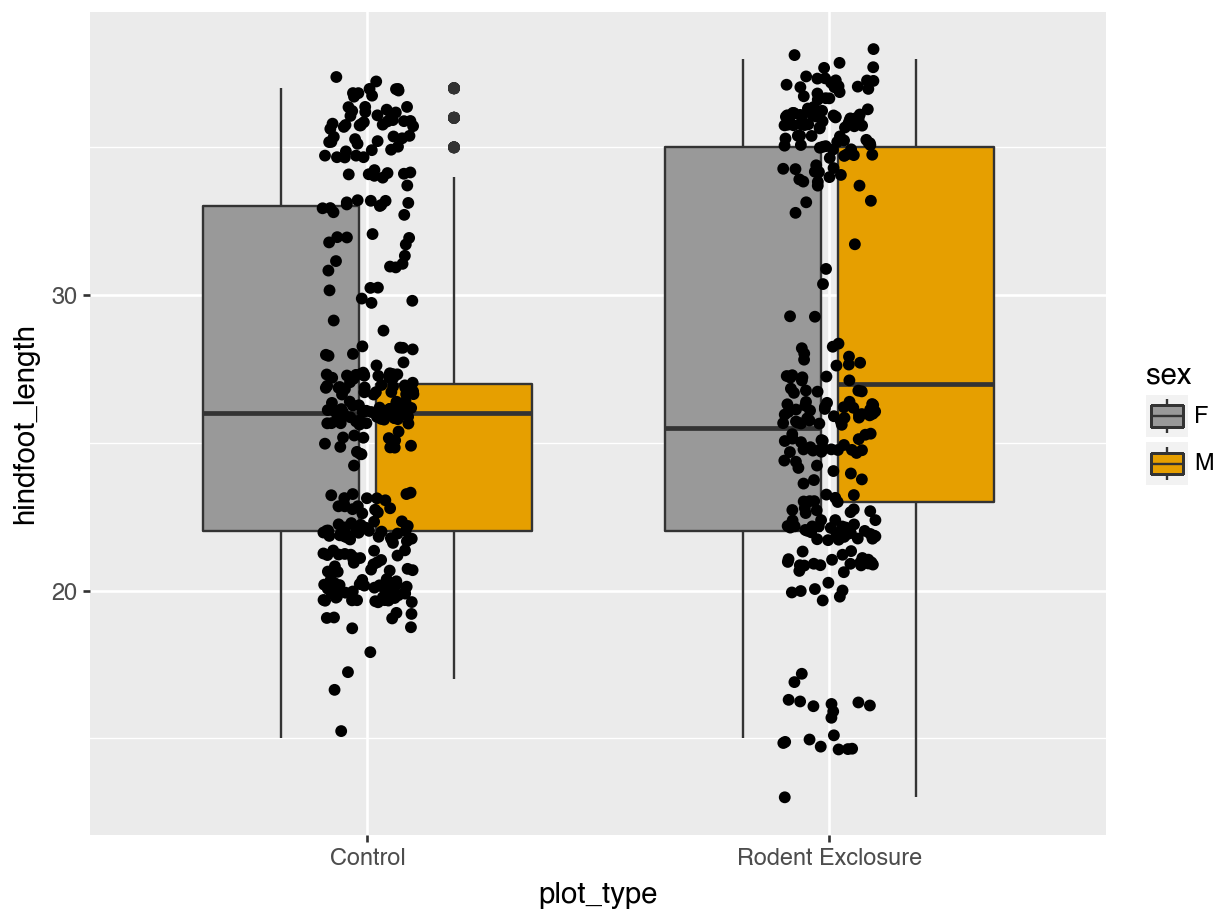 hindfoot_length
30
20
Control
Rodent Exclosure
plot_type
sex
F
M